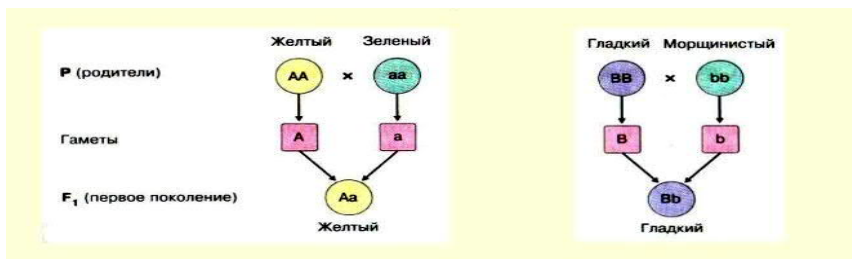 Желтый Зеленый Гладкий Морщинистый
P (родители) AA × aa BB × bb
Гаметы A a B b
F₁ (первое поколение) Aa Bb
Желтый Гладкий